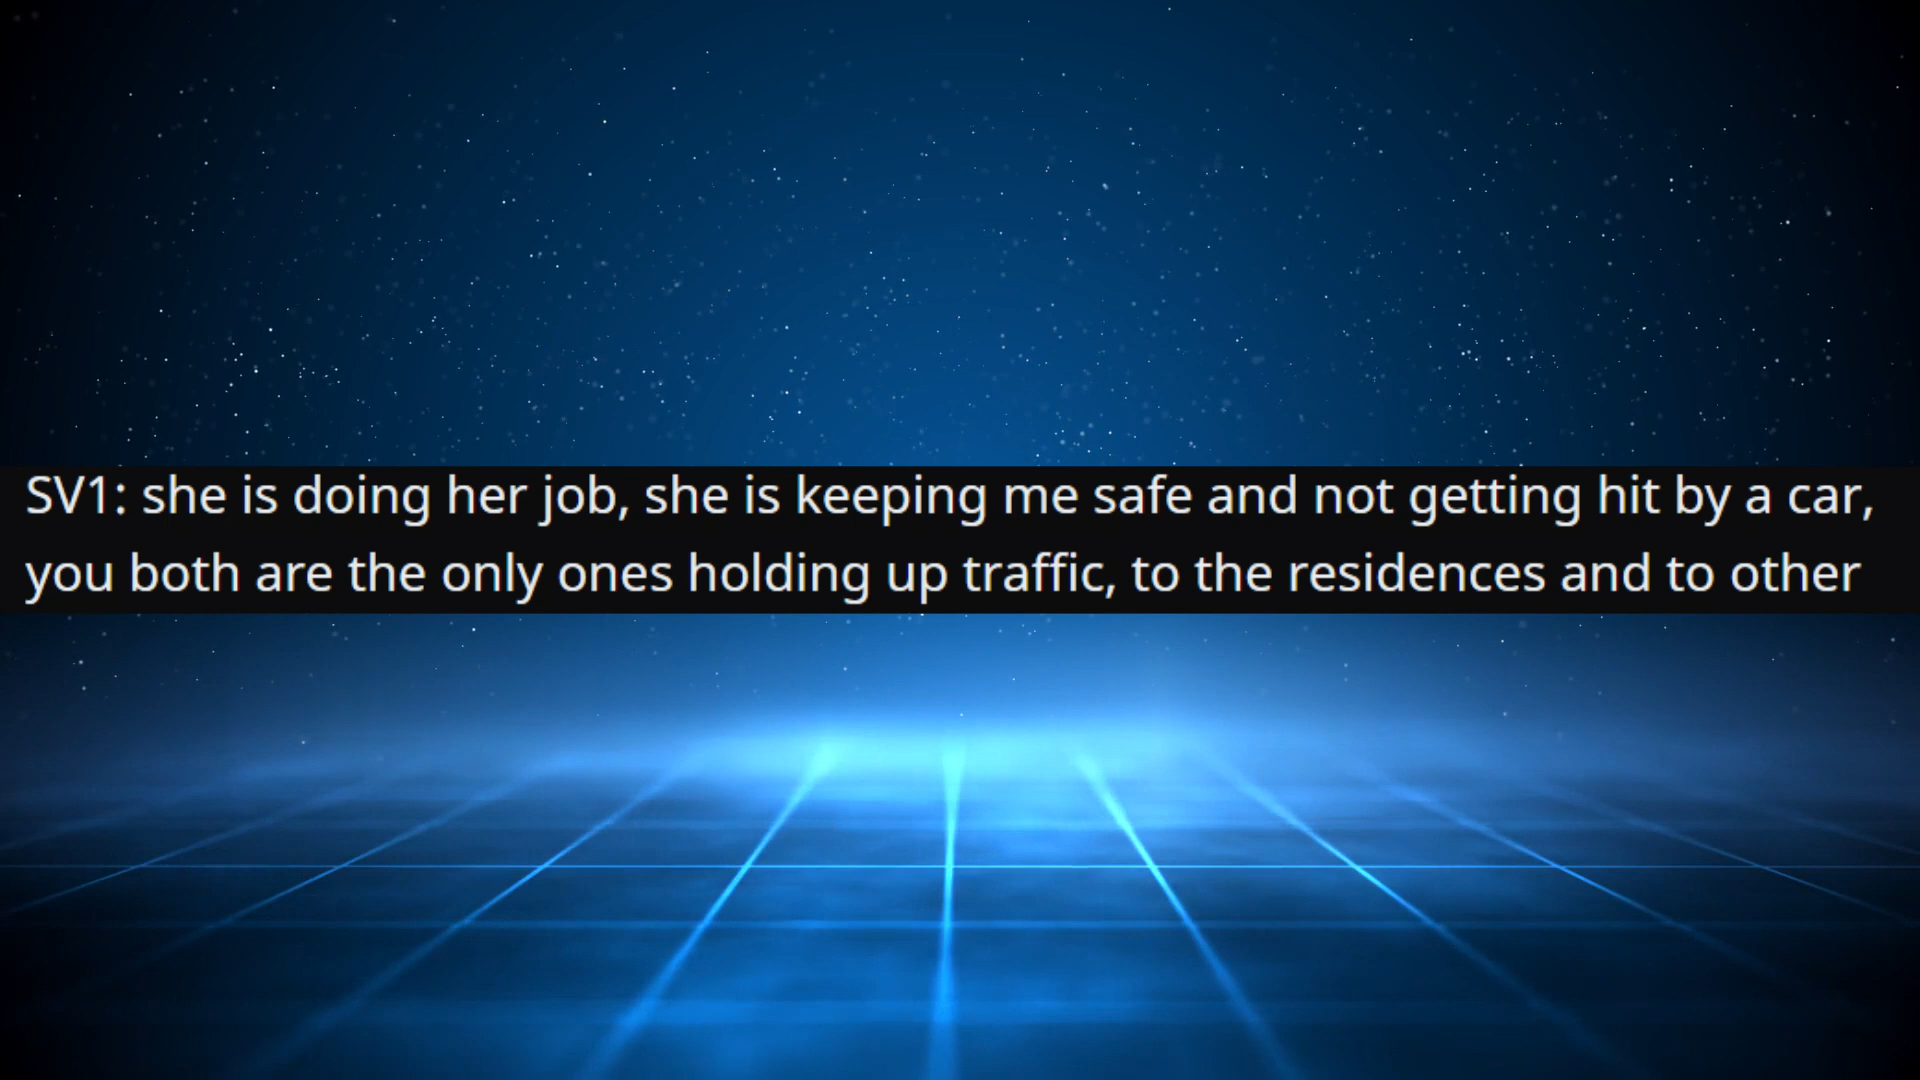 SV1: she is doing her job, she is keeping me safe and not getting hit by a car,
you both are the only ones holding up traffic, to the residences and to other